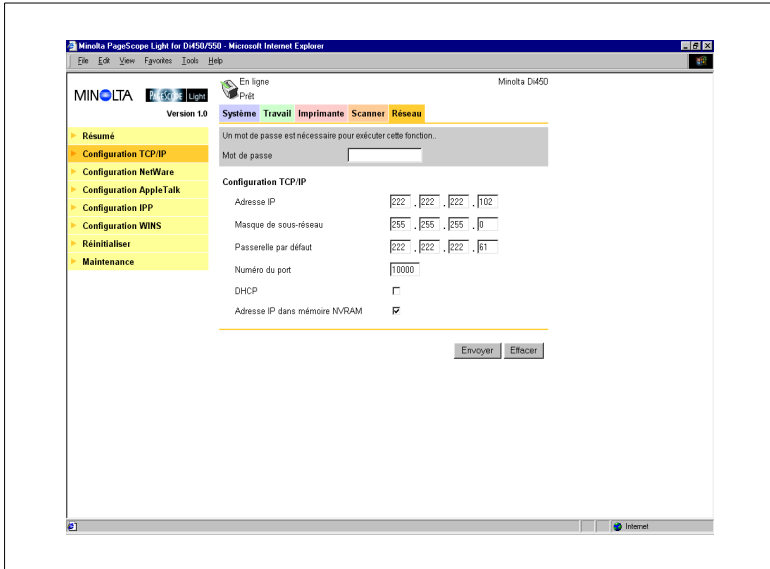 Minolta PageScope Light for Di450/550 - Microsoft Internet Explorer
File Edit View Favorites Tools Help
MINOLTA PAGESCOPE Light
Version 1.0
En ligne
Prêt
Minolta Di450
Système Travail Imprimante Scanner Réseau
Résumé
Configuration TCP/IP
Configuration NetWare
Configuration AppleTalk
Configuration IPP
Configuration WINS
Réinitialiser
Maintenance
Un mot de passe est nécessaire pour exécuter cette fonction..
Mot de passe
Configuration TCP/IP
Adresse IP 222 . 222 . 222 . 102
Masque de sous-réseau 255 . 255 . 255 . 0
Passerelle par défaut 222 . 222 . 222 . 61
Numéro du port 10000
DHCP
Adresse IP dans mémoire NVRAM
Envoyer Effacer
Internet